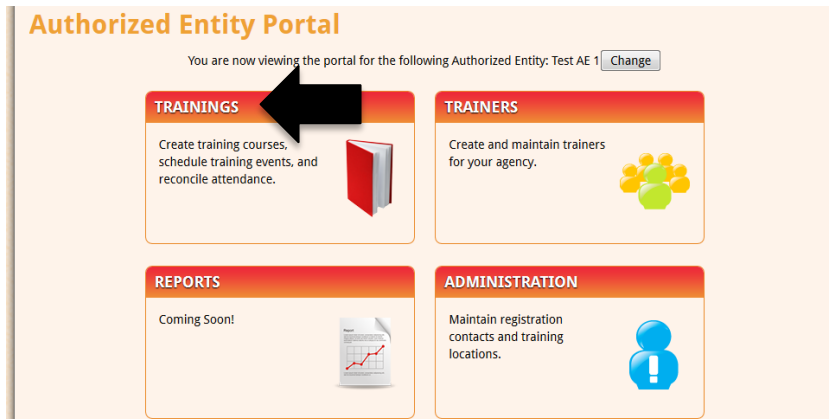 Authorized Entity Portal
You are now viewing the portal for the following Authorized Entity: Test AE 1 Change
TRAININGS
Create training courses,
schedule training events, and
reconcile attendance.
TRAINERS
Create and maintain trainers
for your agency.
REPORTS
Coming Soon!
Report
ADMINISTRATION
Maintain registration
contacts and training
locations.